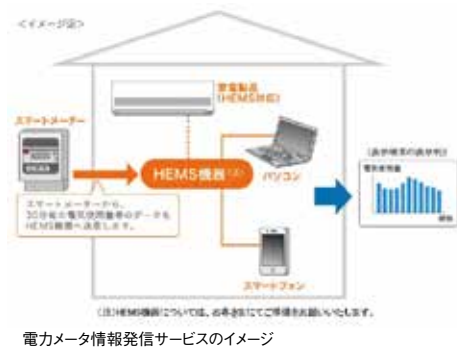 <イメージ図>
家電製品
(HEMS対応)
スマートメーター
HEMS機器(注)
パソコン
電気使用量
時間
スマートメーターから、
30分毎の電気使用量等のデータを
HEMS機器へ送信します。
スマートフォン
(注)HEMS機器については、お客さまにてご準備をお願いいたします。
電力メータ情報発信サービスのイメージ